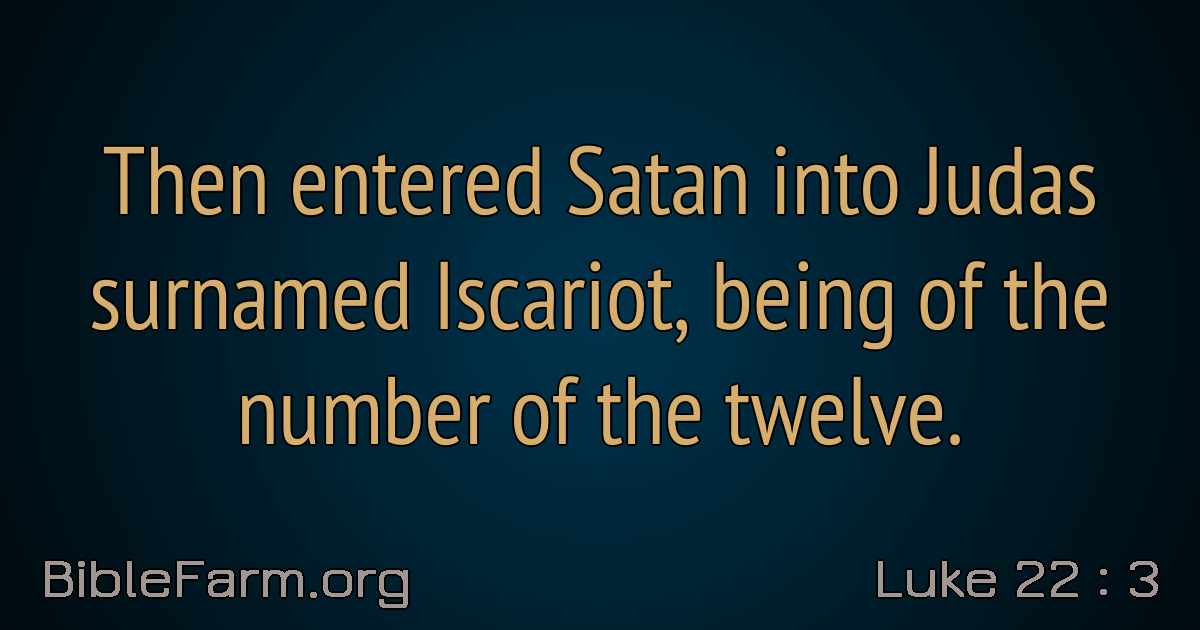 Then entered Satan into Judas
surnamed Iscariot, being of the
number of the twelve.
BibleFarm.org
Luke 22 : 3